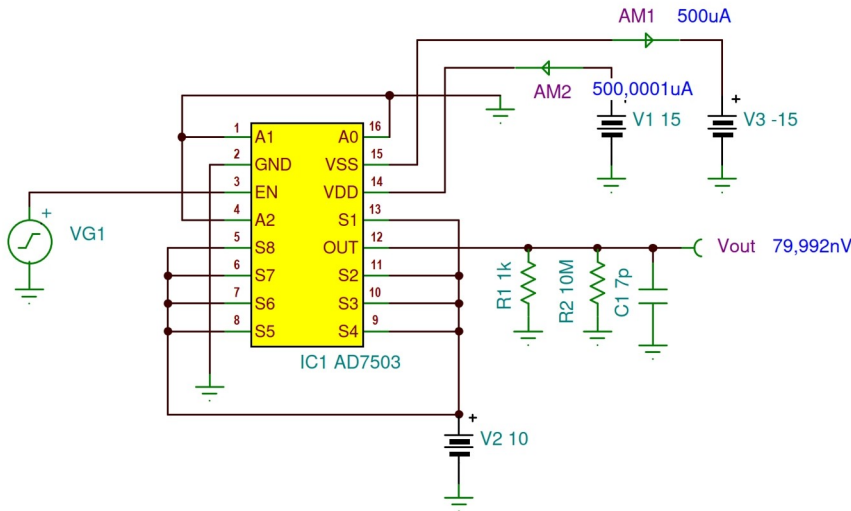 AM1 500uA
AM2 500,0001uA
V1 15
V3 -15
1 A1 A0 16
2 GND VSS 15
3 EN VDD 14
4 A2 S1 13
5 S8 OUT 12
6 S7 S2 11
7 S6 S3 10
8 S5 S4 9
+
VG1
IC1 AD7503
R1 1k
R2 10M
C1 7p
Vout 79,992nV
+
V2 10
+